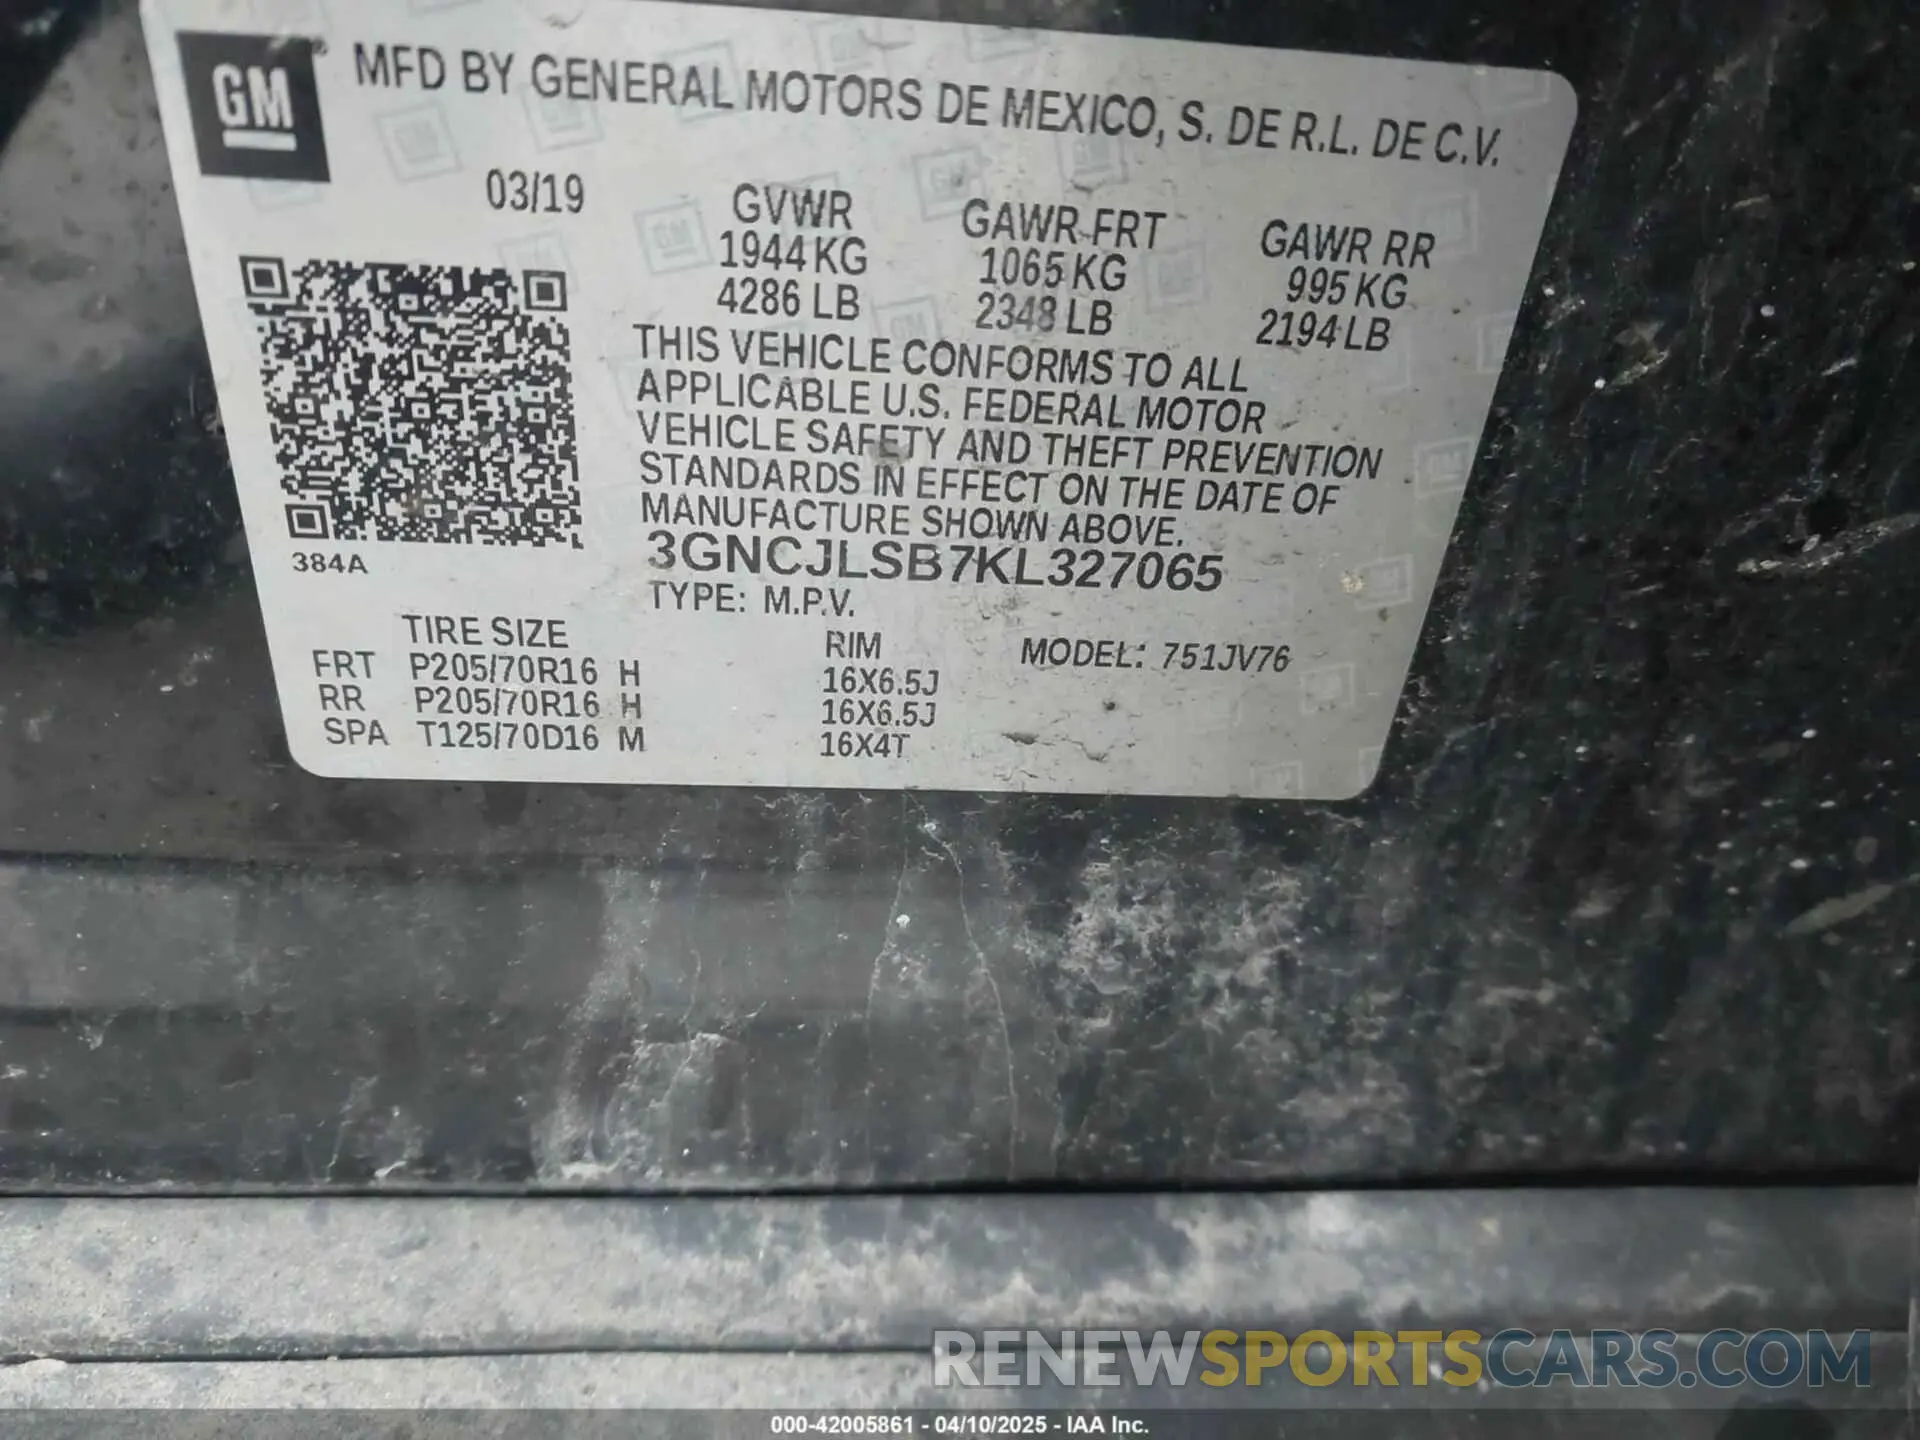 GM® MFD BY GENERAL MOTORS DE MEXICO, S. DE R.L. DE C.V.
03/19
GVWR GAWR FRT GAWR RR
1944 KG 1065 KG 995 KG
4286 LB 2348 LB 2194 LB
THIS VEHICLE CONFORMS TO ALL
APPLICABLE U.S. FEDERAL MOTOR
VEHICLE SAFETY AND THEFT PREVENTION
STANDARDS IN EFFECT ON THE DATE OF
MANUFACTURE SHOWN ABOVE.
384A
3GNCJLSB7KL327065
TYPE: M.P.V.
TIRE SIZE RIM MODEL: 751JV76
FRT P205/70R16 H 16X6.5J
RR P205/70R16 H 16X6.5J
SPA T125/70D16 M 16X4T
RENEWSPORTSCARS.COM
000-42005861 - 04/10/2025 - IAA Inc.